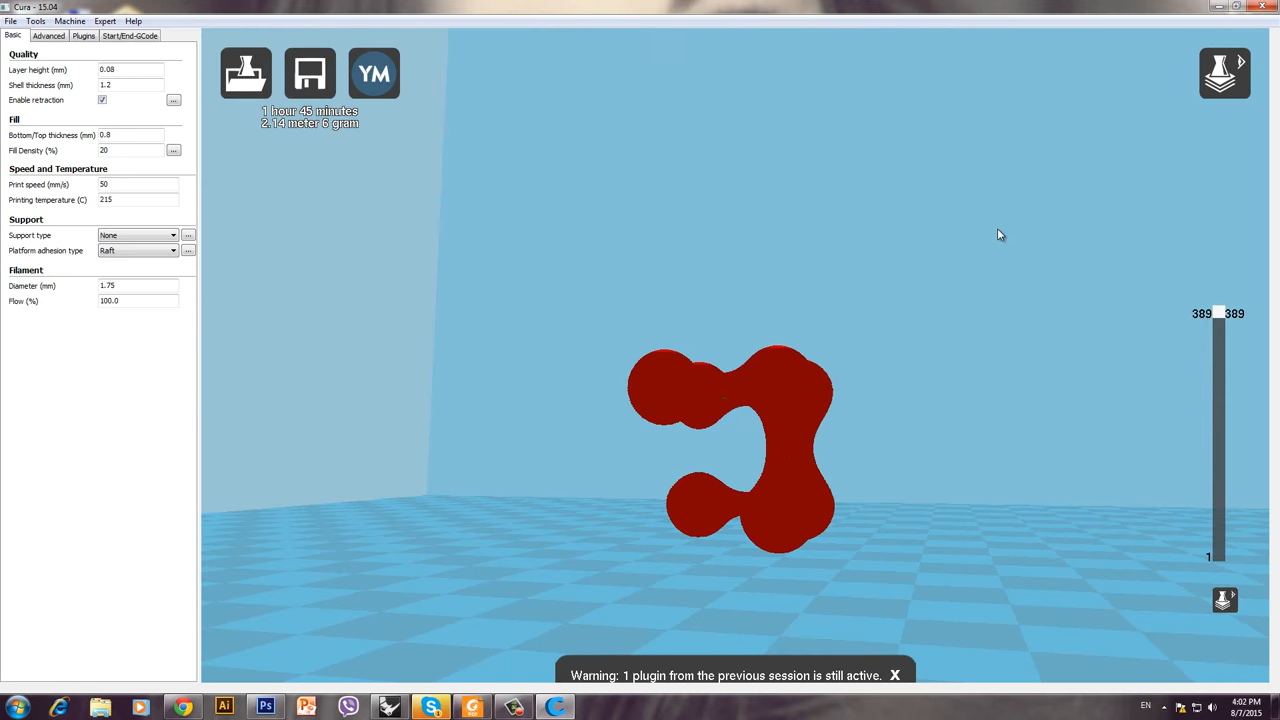 Cura - 15.04
File Tools Machine Expert Help
Basic Advanced Plugins Start/End-GCode
Quality
Layer height (mm) 0.08
Shell thickness (mm) 1.2
Enable retraction ...
Fill
Bottom/Top thickness (mm) 0.8
Fill Density (%) 20 ...
Speed and Temperature
Print speed (mm/s) 50
Printing temperature (C) 215
Support
Support type None ...
Platform adhesion type Raft ...
Filament
Diameter (mm) 1.75
Flow (%) 100.0
YM
1 hour 45 minutes
2.14 meter 6 gram
389 389
1
Warning: 1 plugin from the previous session is still active. X
Ai Ps
EN 4:02 PM
8/7/2015